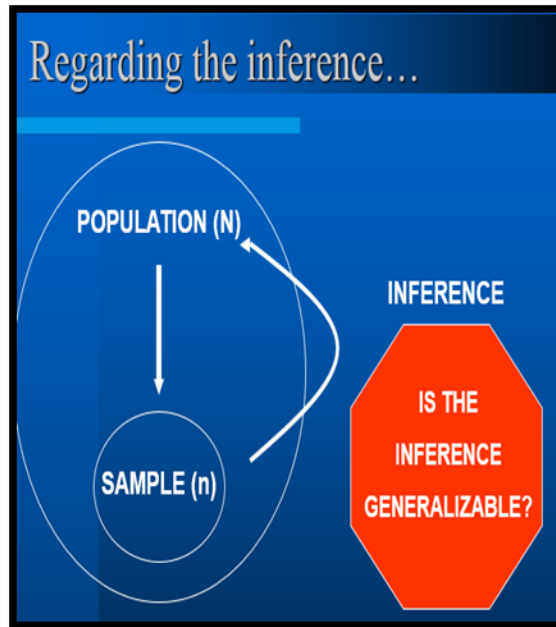 Regarding the inference...
POPULATION (N)
INFERENCE
IS THE
INFERENCE
GENERALIZABLE?
SAMPLE (n)